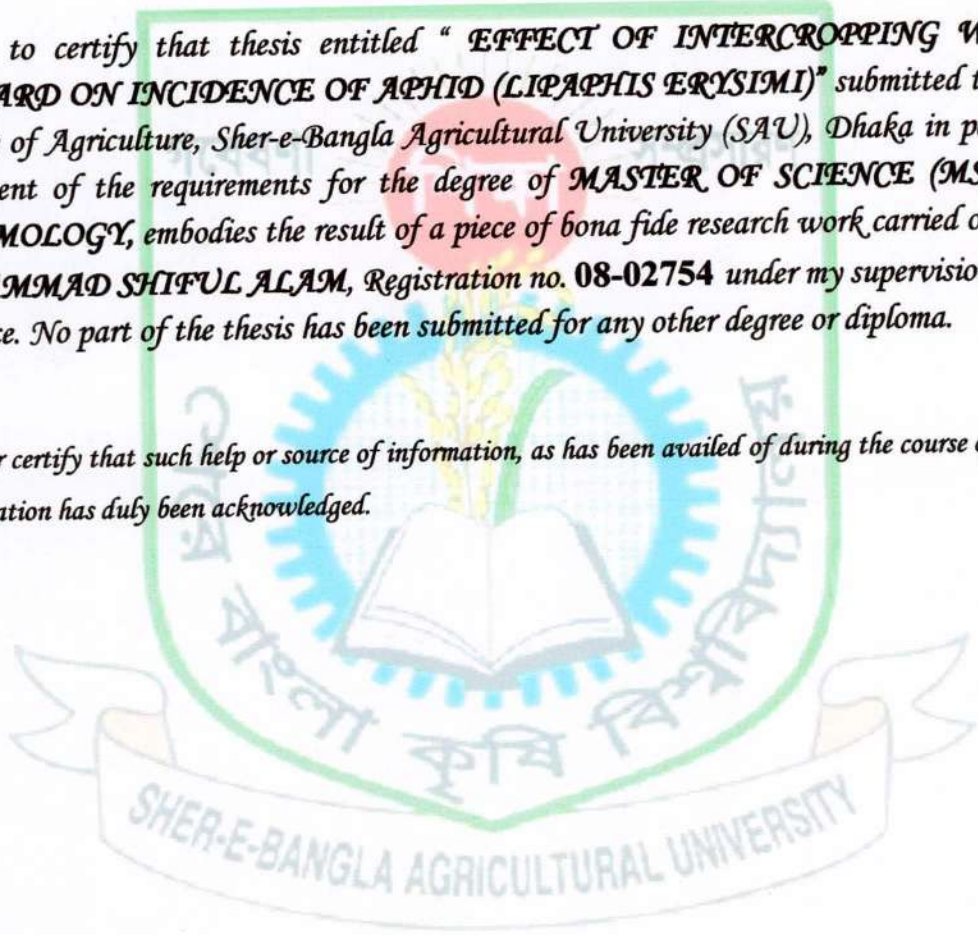 to certify that thesis entitled “ EFFECT OF INTERCROPPING W
ARD ON INCIDENCE OF APHID (LIPAPHIS ERYSIMI)” submitted t
of Agriculture, Sher-e-Bangla Agricultural University (SAU), Dhaka in p
ent of the requirements for the degree of MASTER OF SCIENCE (MS
MOLOGY, embodies the result of a piece of bona fide research work carried o
MMAD SHIFUL ALAM, Registration no. 08-02754 under my supervisio
ce. No part of the thesis has been submitted for any other degree or diploma.
r certify that such help or source of information, as has been availed of during the course o
ation has duly been acknowledged.
শেরে বাংলা কৃষি বিশ্ববিদ্যালয়
SHER-E-BANGLA AGRICULTURAL UNIVERSITY